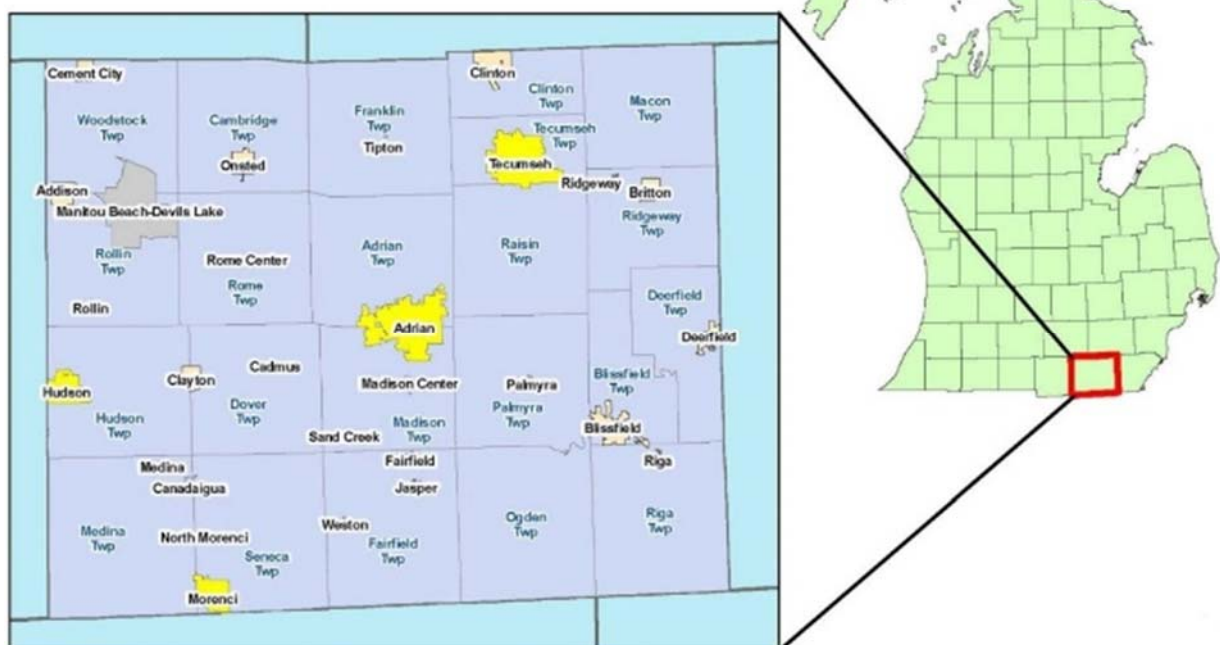 Cement City
Clinton
Clinton
Twp
Macon
Twp
Woodstock
Twp
Cambridge
Twp
Franklin
Twp
Tecumseh
Twp
Tipton
Onsted
Tecumseh
Ridgeway
Britton
Addison
Manitou Beach-Devils Lake
Ridgeway
Twp
Rollin
Twp
Rome Center
Adrian
Twp
Raisin
Twp
Rome
Twp
Deerfield
Twp
Rollin
Adrian
Deerfield
Cadmus
Clayton
Madison Center
Palmyra
Blissfield
Twp
Hudson
Hudson
Twp
Dover
Twp
Palmyra
Twp
Madison
Twp
Blissfield
Sand Creek
Medina
Fairfield
Riga
Canadaigua
Jasper
Medina
Twp
North Morenci
Weston
Ogden
Twp
Riga
Twp
Fairfield
Twp
Seneca
Twp
Morenci